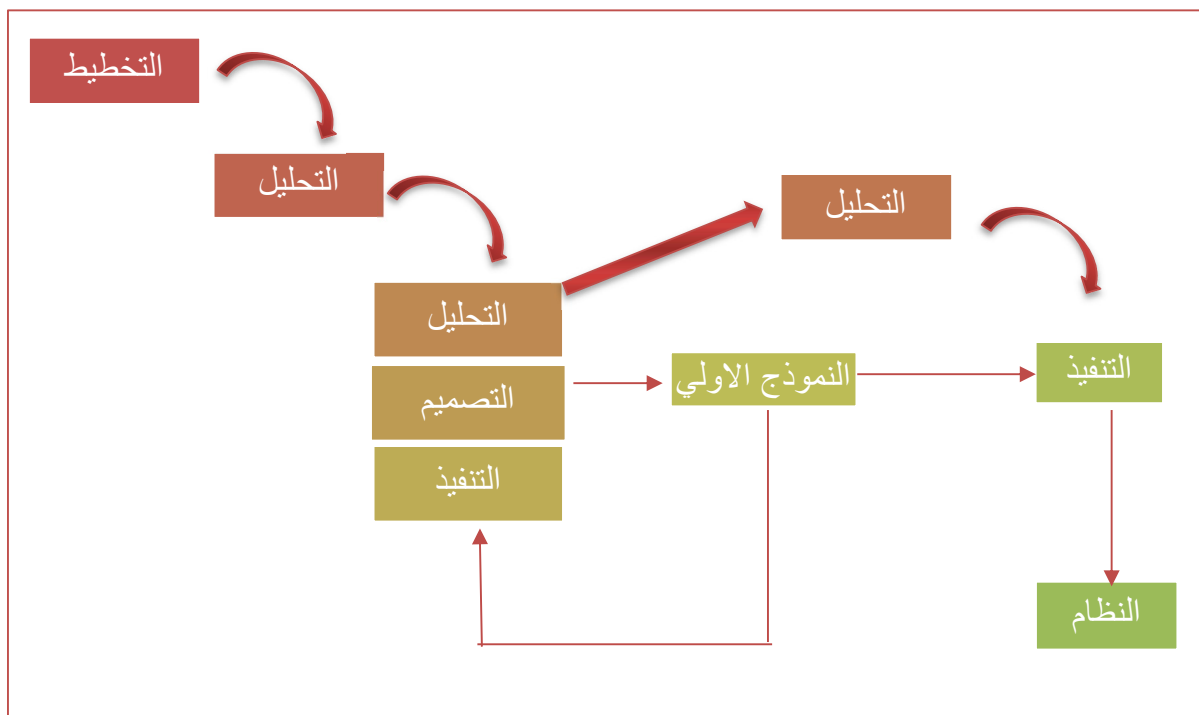 التخطيط
التحليل
التحليل
التحليل
التصميم
التنفيذ
النموذج الاولي
التنفيذ
النظام